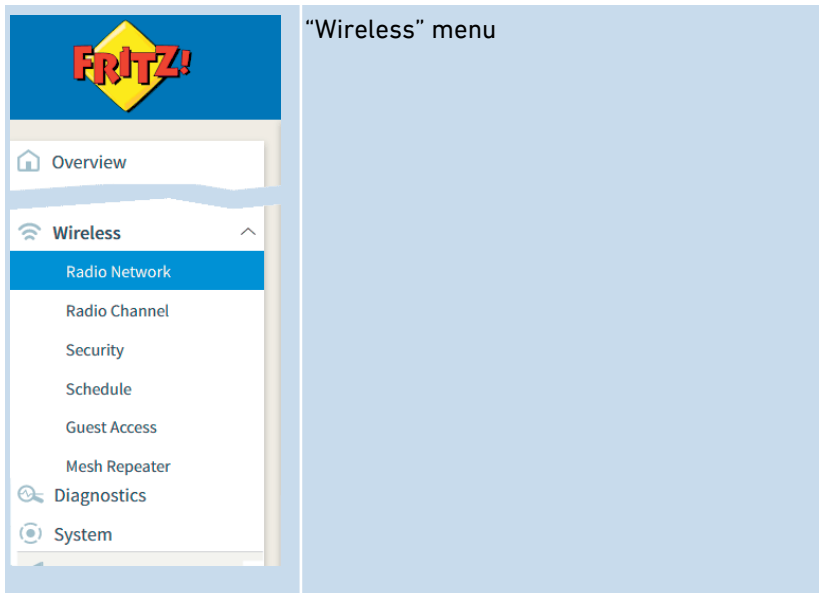 FRITZ!
“Wireless” menu
Overview
Wireless
Radio Network
Radio Channel
Security
Schedule
Guest Access
Mesh Repeater
Diagnostics
System